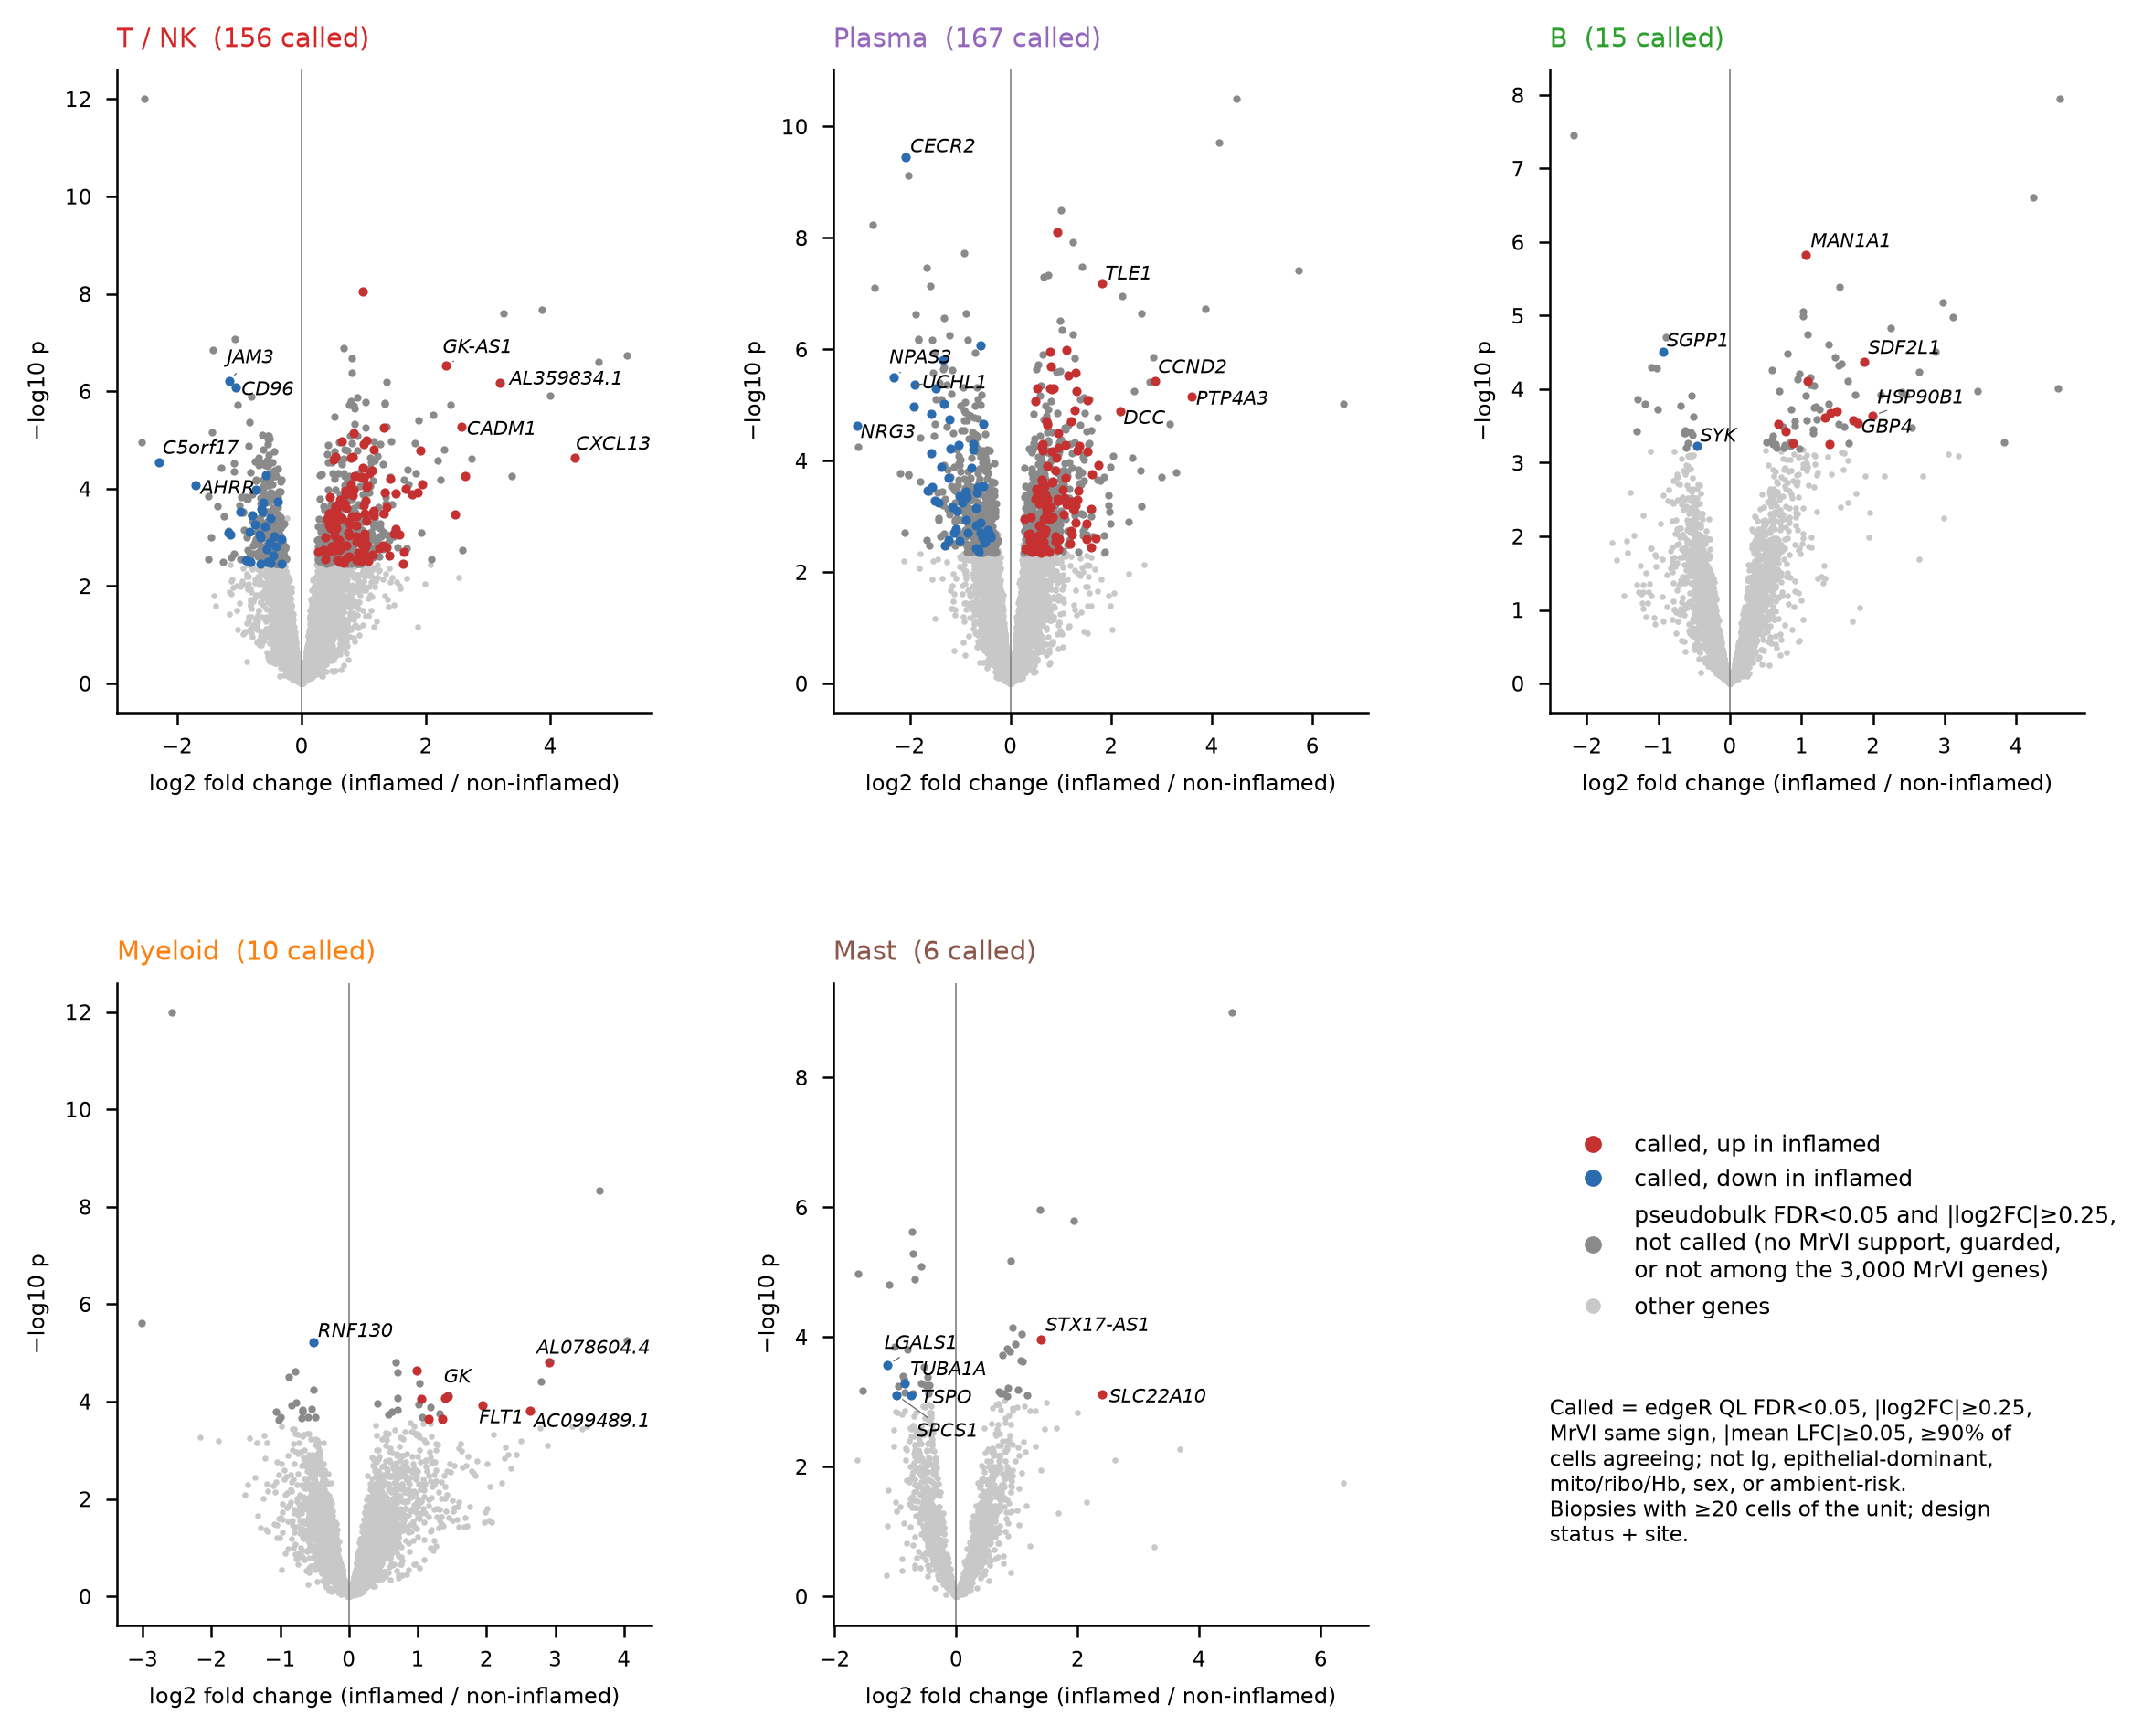 T / NK  (156 called)
12
10
8
6
4
2
0
−log10 p
JAM3
CD96
C5orf17
AHRR
GK-AS1
AL359834.1
CADM1
CXCL13
−2
0
2
4
log2 fold change (inflamed / non-inflamed)
Plasma  (167 called)
10
8
6
4
2
0
−log10 p
CECR2
TLE1
NPAS3
UCHL1
CCND2
PTP4A3
DCC
NRG3
−2
0
2
4
6
log2 fold change (inflamed / non-inflamed)
B  (15 called)
8
7
6
5
4
3
2
1
0
−log10 p
MAN1A1
SGPP1
SDF2L1
HSP90B1
GBP4
SYK
−2
−1
0
1
2
3
4
log2 fold change (inflamed / non-inflamed)
Myeloid  (10 called)
12
10
8
6
4
2
0
−log10 p
RNF130
AL078604.4
GK
FLT1
AC099489.1
−3
−2
−1
0
1
2
3
4
log2 fold change (inflamed / non-inflamed)
Mast  (6 called)
8
6
4
2
0
−log10 p
STX17-AS1
LGALS1
TUBA1A
TSPO
SPCS1
SLC22A10
−2
0
2
4
6
log2 fold change (inflamed / non-inflamed)
called, up in inflamed
called, down in inflamed
pseudobulk FDR<0.05 and |log2FC|≥0.25,
not called (no MrVI support, guarded,
or not among the 3,000 MrVI genes)
other genes
Called = edgeR QL FDR<0.05, |log2FC|≥0.25,
MrVI same sign, |mean LFC|≥0.05, ≥90% of
cells agreeing; not Ig, epithelial-dominant,
mito/ribo/Hb, sex, or ambient-risk.
Biopsies with ≥20 cells of the unit; design
status + site.